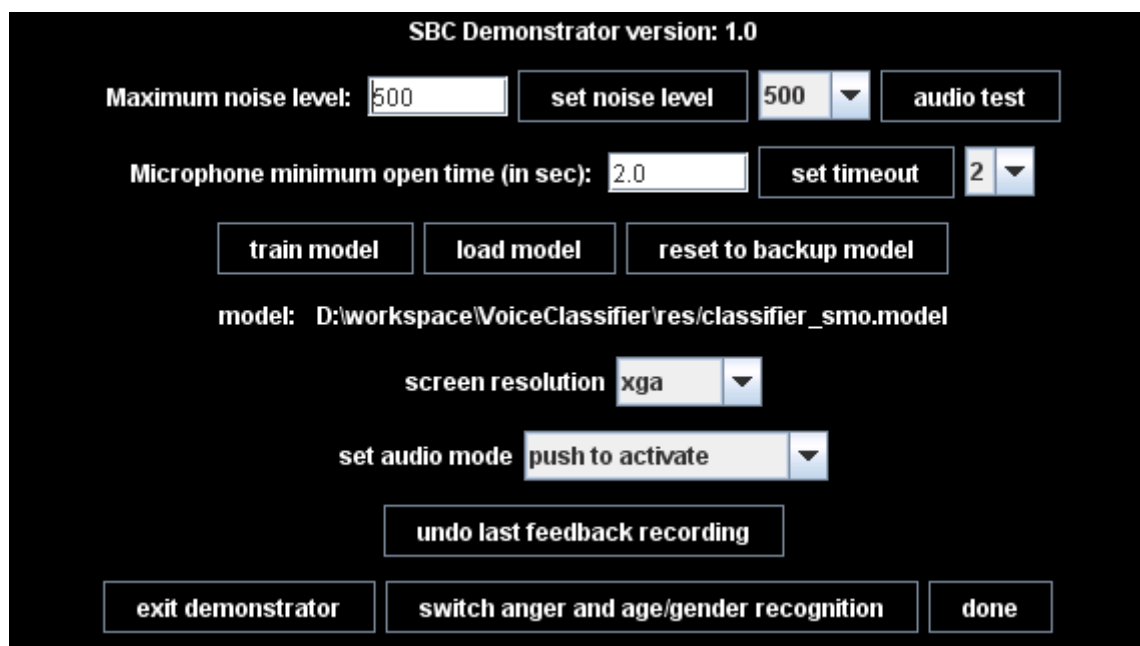 SBC Demonstrator version: 1.0
Maximum noise level: 500 set noise level 500 audio test
Microphone minimum open time (in sec): 2.0 set timeout 2
train model load model reset to backup model
model: D:\workspace\VoiceClassifier\res/classifier_smo.model
screen resolution xga
set audio mode push to activate
undo last feedback recording
exit demonstrator switch anger and age/gender recognition done